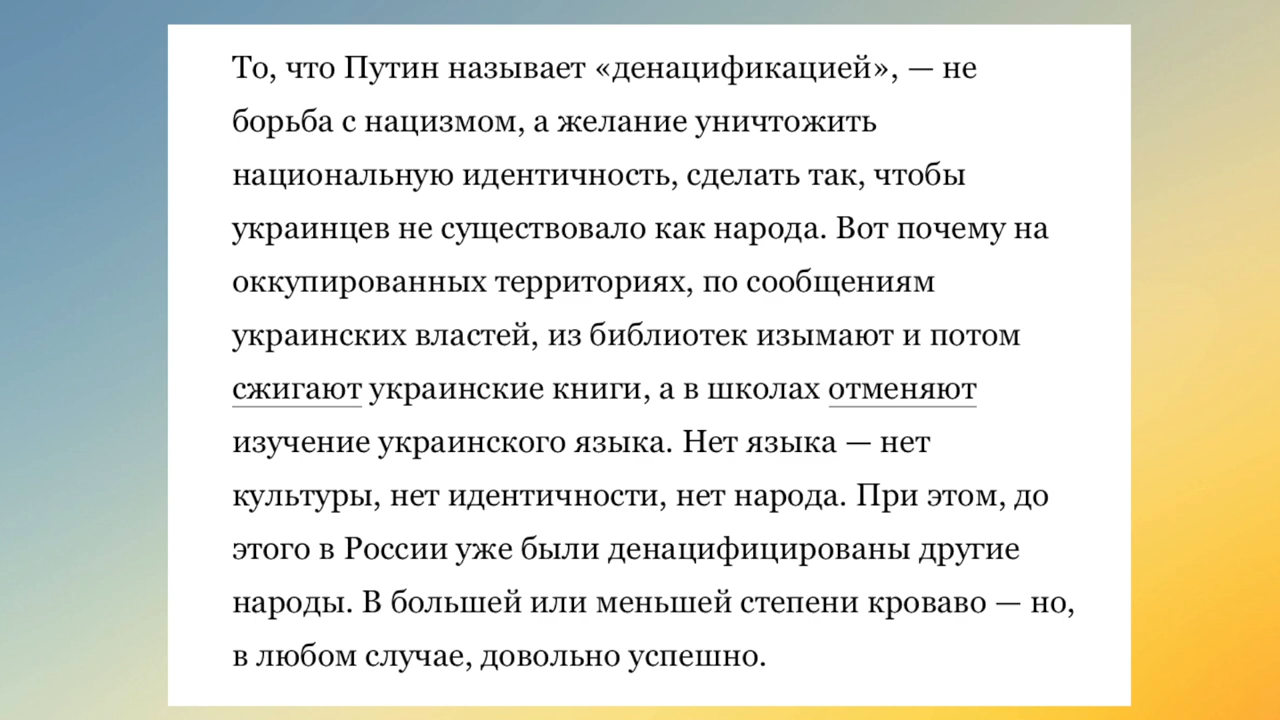 То, что Путин называет «денацификацией», — не
борьба с нацизмом, а желание уничтожить
национальную идентичность, сделать так, чтобы
украинцев не существовало как народа. Вот почему на
оккупированных территориях, по сообщениям
украинских властей, из библиотек изымают и потом
сжигают украинские книги, а в школах отменяют
изучение украинского языка. Нет языка — нет
культуры, нет идентичности, нет народа. При этом, до
этого в России уже были денацифицированы другие
народы. В большей или меньшей степени кроваво — но,
в любом случае, довольно успешно.